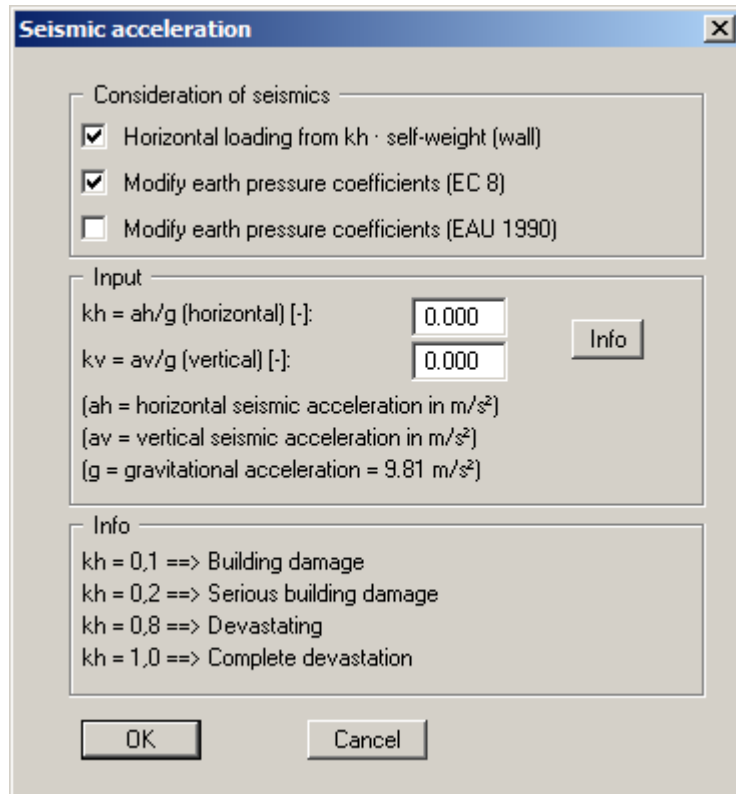 Seismic acceleration
Consideration of seismics
Horizontal loading from kh · self-weight (wall)
Modify earth pressure coefficients (EC 8)
Modify earth pressure coefficients (EAU 1990)
Input
kh = ah/g (horizontal) [-]: 0.000
Info
kv = av/g (vertical) [-]: 0.000
(ah = horizontal seismic acceleration in m/s²)
(av = vertical seismic acceleration in m/s²)
(g = gravitational acceleration = 9.81 m/s²)
Info
kh = 0,1 ==> Building damage
kh = 0,2 ==> Serious building damage
kh = 0,8 ==> Devastating
kh = 1,0 ==> Complete devastation
OK Cancel